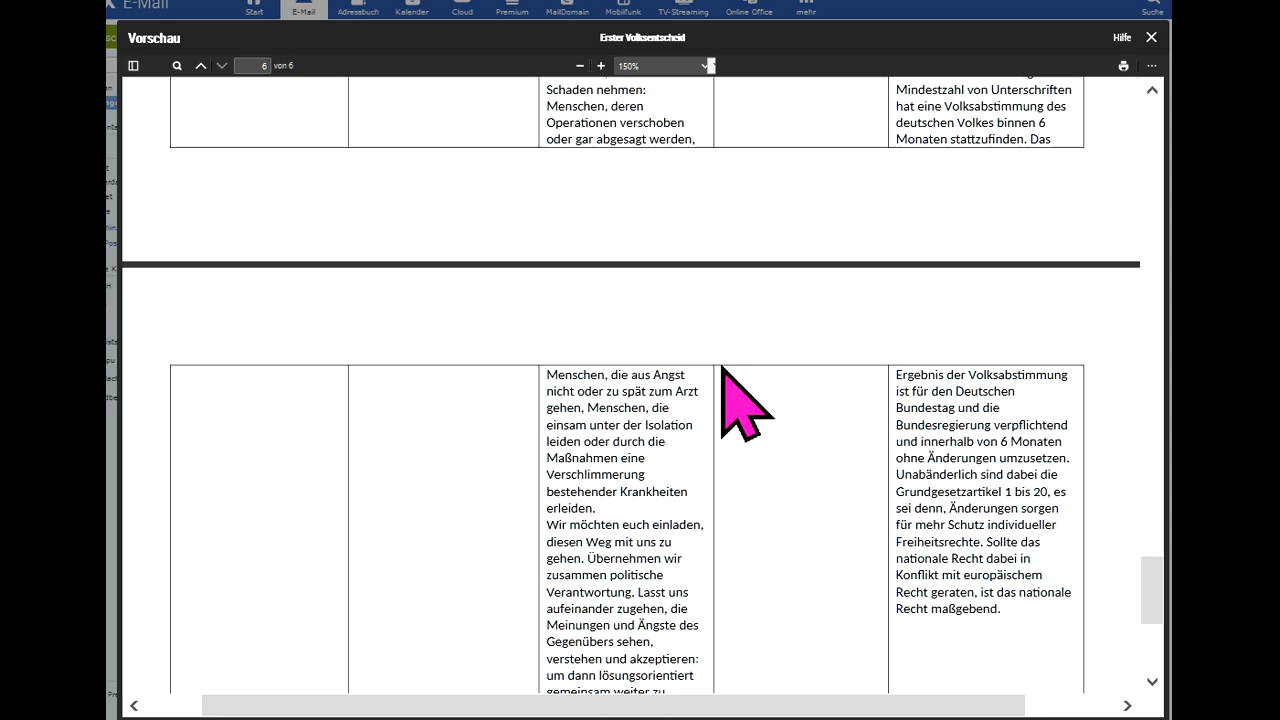 E-Mail
Start
E-Mail
Adressbuch
Kalender
Cloud
Premium
MailDomain
Mobilfunk
TV-Streaming
Online Office
mehr
Suche
Vorschau
Erster Volksentscheid
Hilfe
6 von 6
150%
Schaden nehmen:
Menschen, deren
Operationen verschoben
oder gar abgesagt werden,
Mindestzahl von Unterschriften
hat eine Volksabstimmung des
deutschen Volkes binnen 6
Monaten stattzufinden. Das
Menschen, die aus Angst
nicht oder zu spät zum Arzt
gehen, Menschen, die
einsam unter der Isolation
leiden oder durch die
Maßnahmen eine
Verschlimmerung
bestehender Krankheiten
erleiden.
Wir möchten euch einladen,
diesen Weg mit uns zu
gehen. Übernehmen wir
zusammen politische
Verantwortung. Lasst uns
aufeinander zugehen, die
Meinungen und Ängste des
Gegenübers sehen,
verstehen und akzeptieren:
um dann lösungsorientiert
gemeinsam weiter zu
Ergebnis der Volksabstimmung
ist für den Deutschen
Bundestag und die
Bundesregierung verpflichtend
und innerhalb von 6 Monaten
ohne Änderungen umzusetzen.
Unabänderlich sind dabei die
Grundgesetzartikel 1 bis 20, es
sei denn, Änderungen sorgen
für mehr Schutz individueller
Freiheitsrechte. Sollte das
nationale Recht dabei in
Konflikt mit europäischem
Recht geraten, ist das nationale
Recht maßgebend.